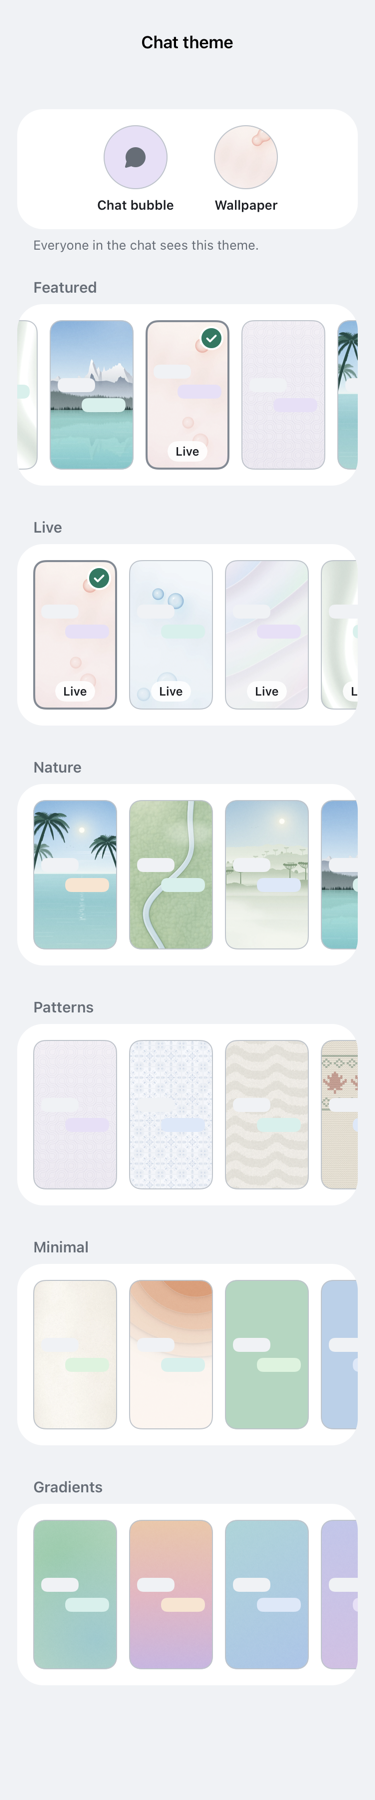 Chat theme
Chat bubble
Wallpaper
Everyone in the chat sees this theme.
Featured
Live
Live
Live
Live
Live
L
Nature
Patterns
Minimal
Gradients